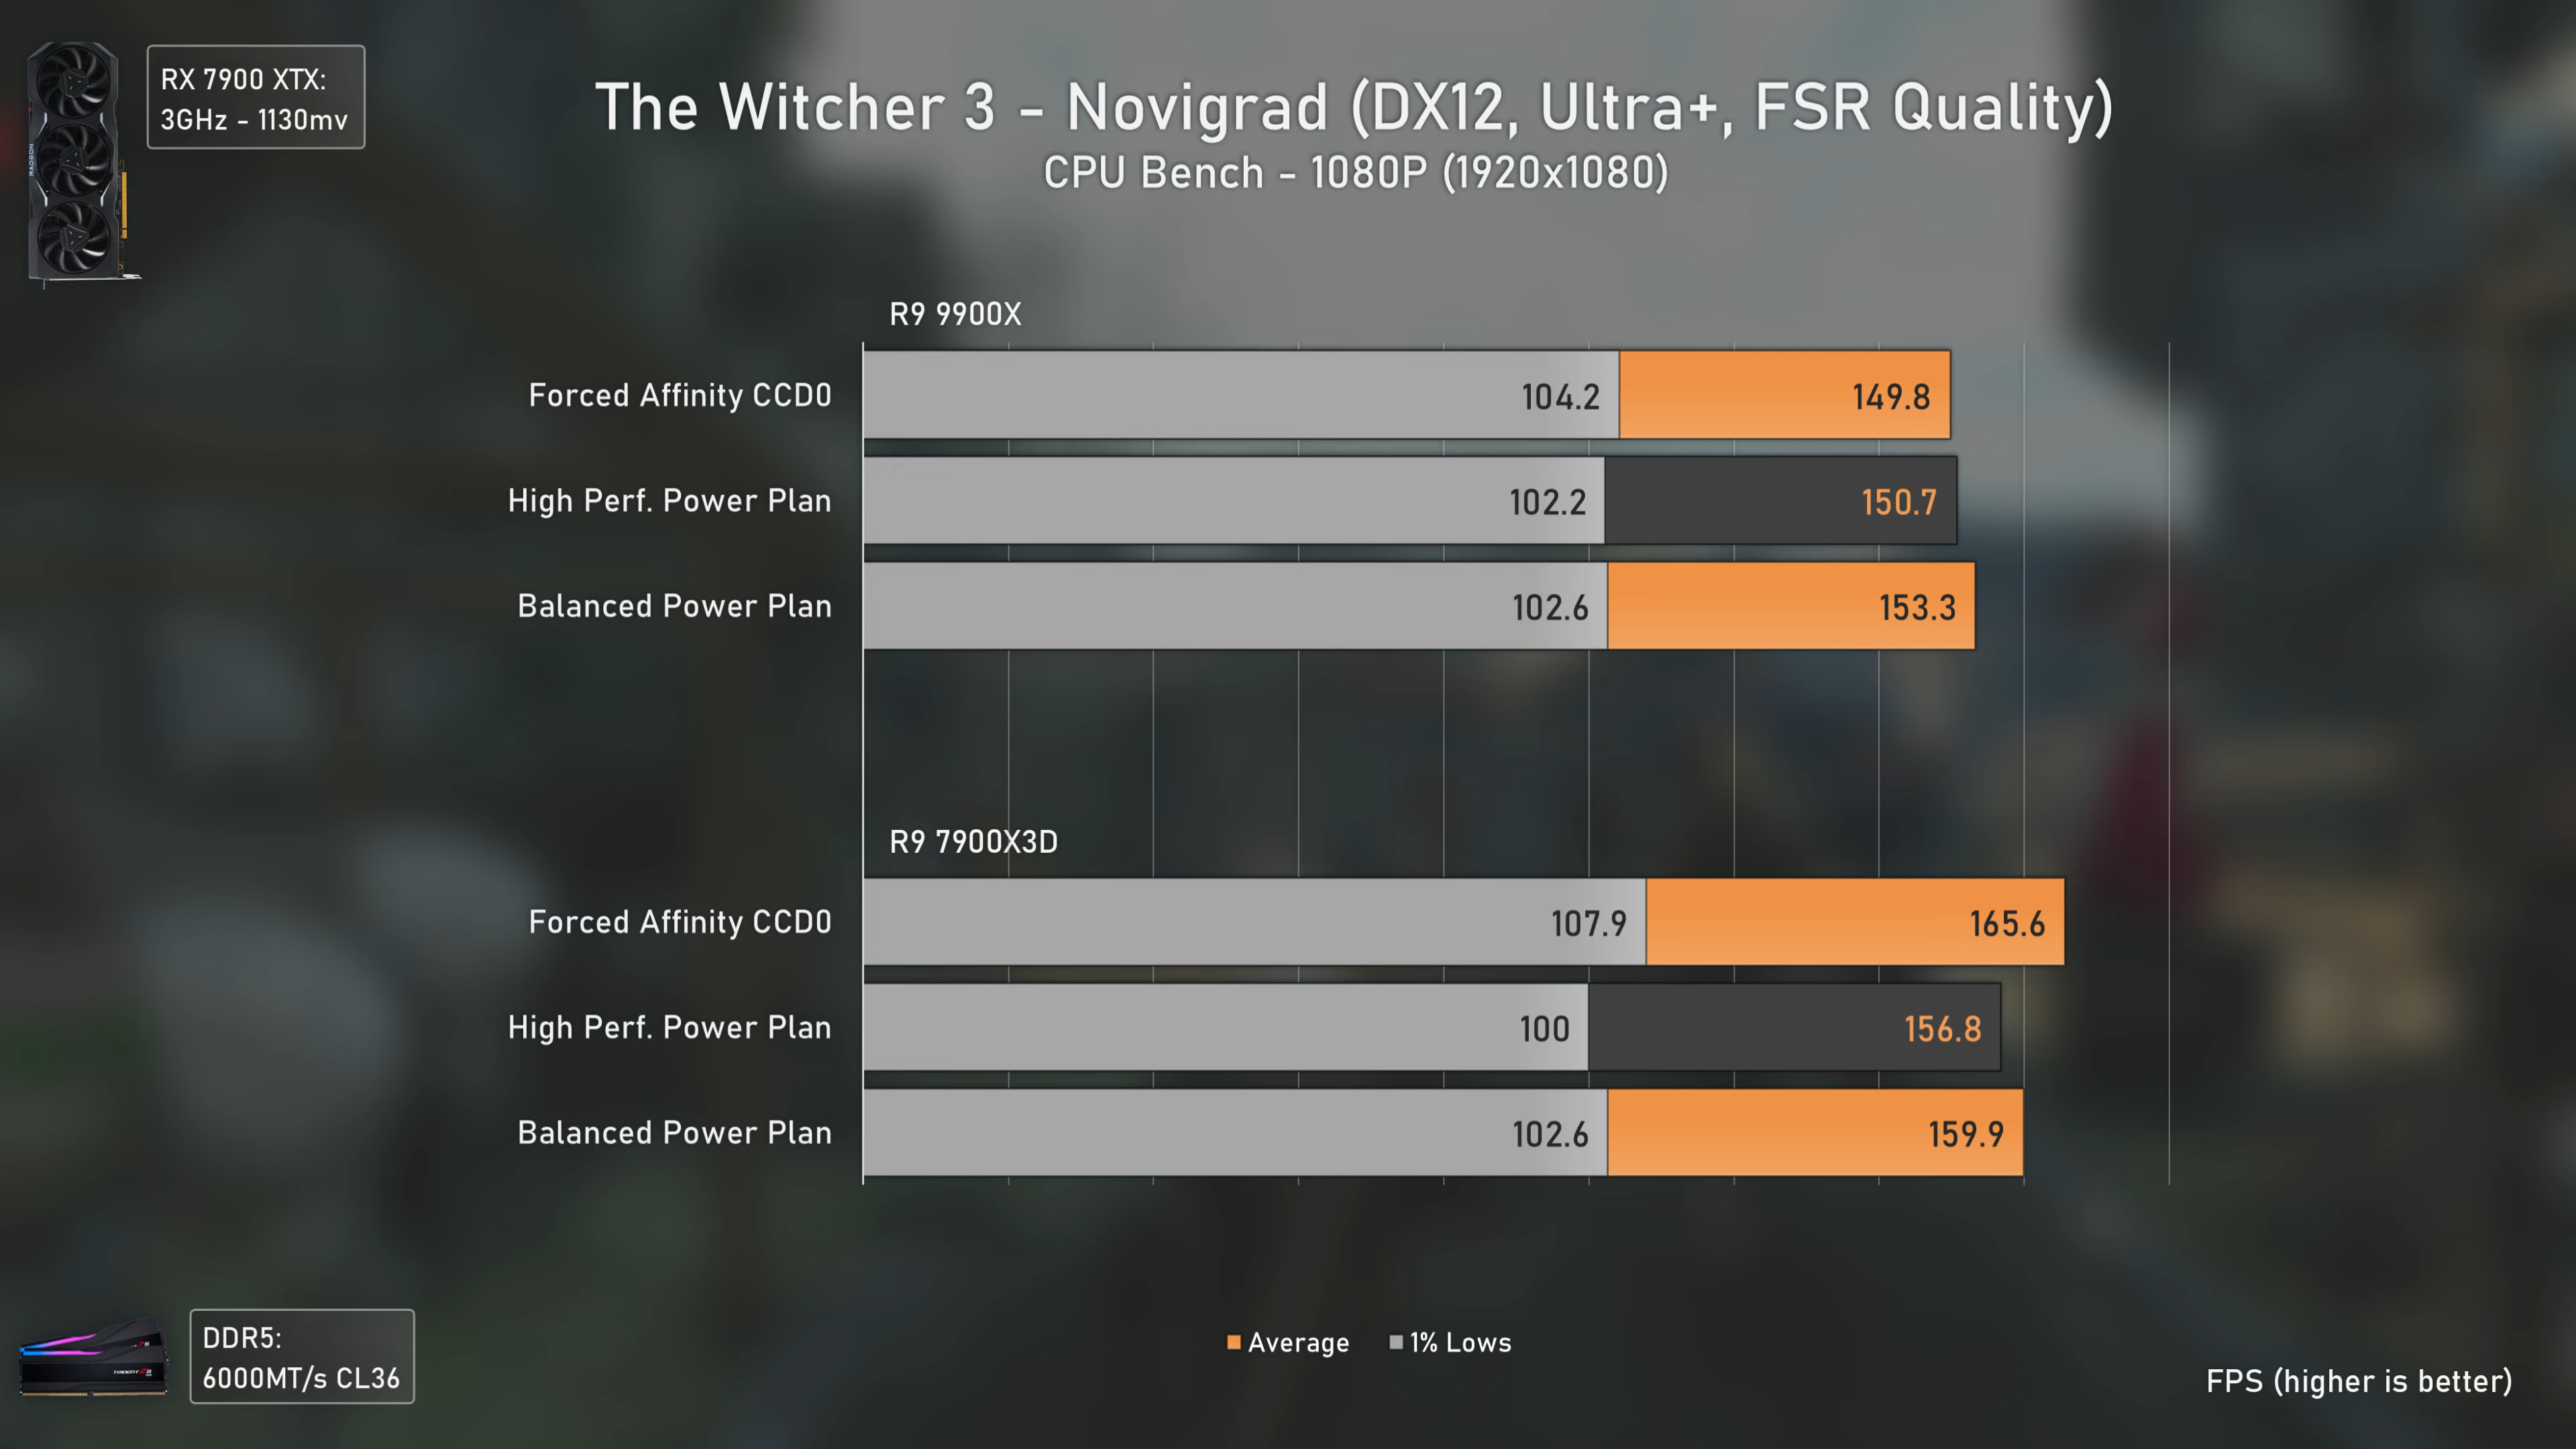 RX 7900 XTX:
3GHz - 1130mv
The Witcher 3 - Novigrad (DX12, Ultra+, FSR Quality)
CPU Bench - 1080P (1920x1080)
RADEON
R9 9900X
Forced Affinity CCD0
104.2
149.8
High Perf. Power Plan
102.2
150.7
Balanced Power Plan
102.6
153.3
R9 7900X3D
Forced Affinity CCD0
107.9
165.6
High Perf. Power Plan
100
156.8
Balanced Power Plan
102.6
159.9
DDR5:
6000MT/s CL36
Average
1% Lows
FPS (higher is better)